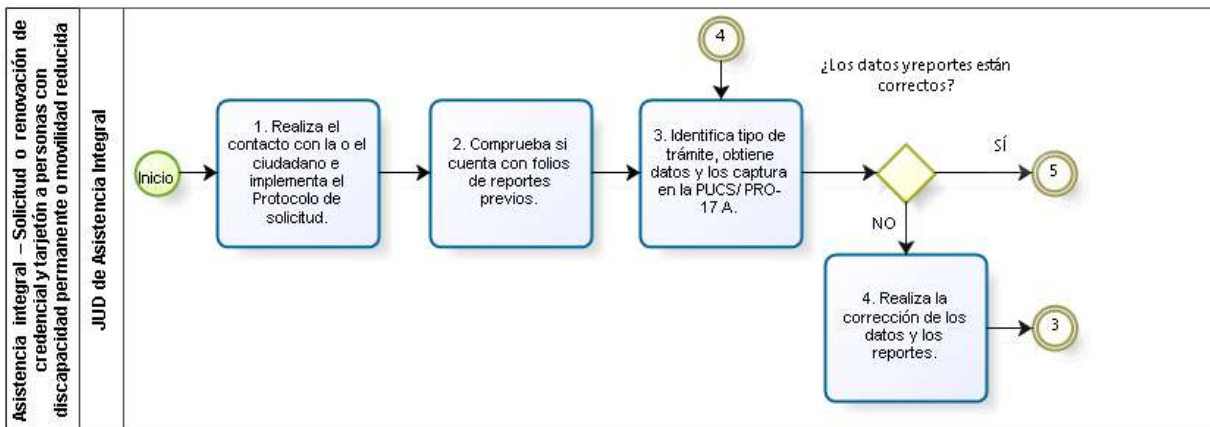 Asistencia integral – Solicitud o renovación de
credencial y tarjetón a personas con
discapacidad permanente o movilidad reducida
JUD de Asistencia Integral
Inicio
1. Realiza el
contacto con la o el
ciudadano e
implementa el
Protocolo de
solicitud.
2. Comprueba si
cuenta con folios
de reportes
previos.
4
3. Identifica tipo de
trámite, obtiene
datos y los captura
en la PUCS/ PRO-
17 A.
¿Los datos y reportes están
correctos?
SÍ
5
NO
4. Realiza la
corrección de los
datos y los
reportes.
3